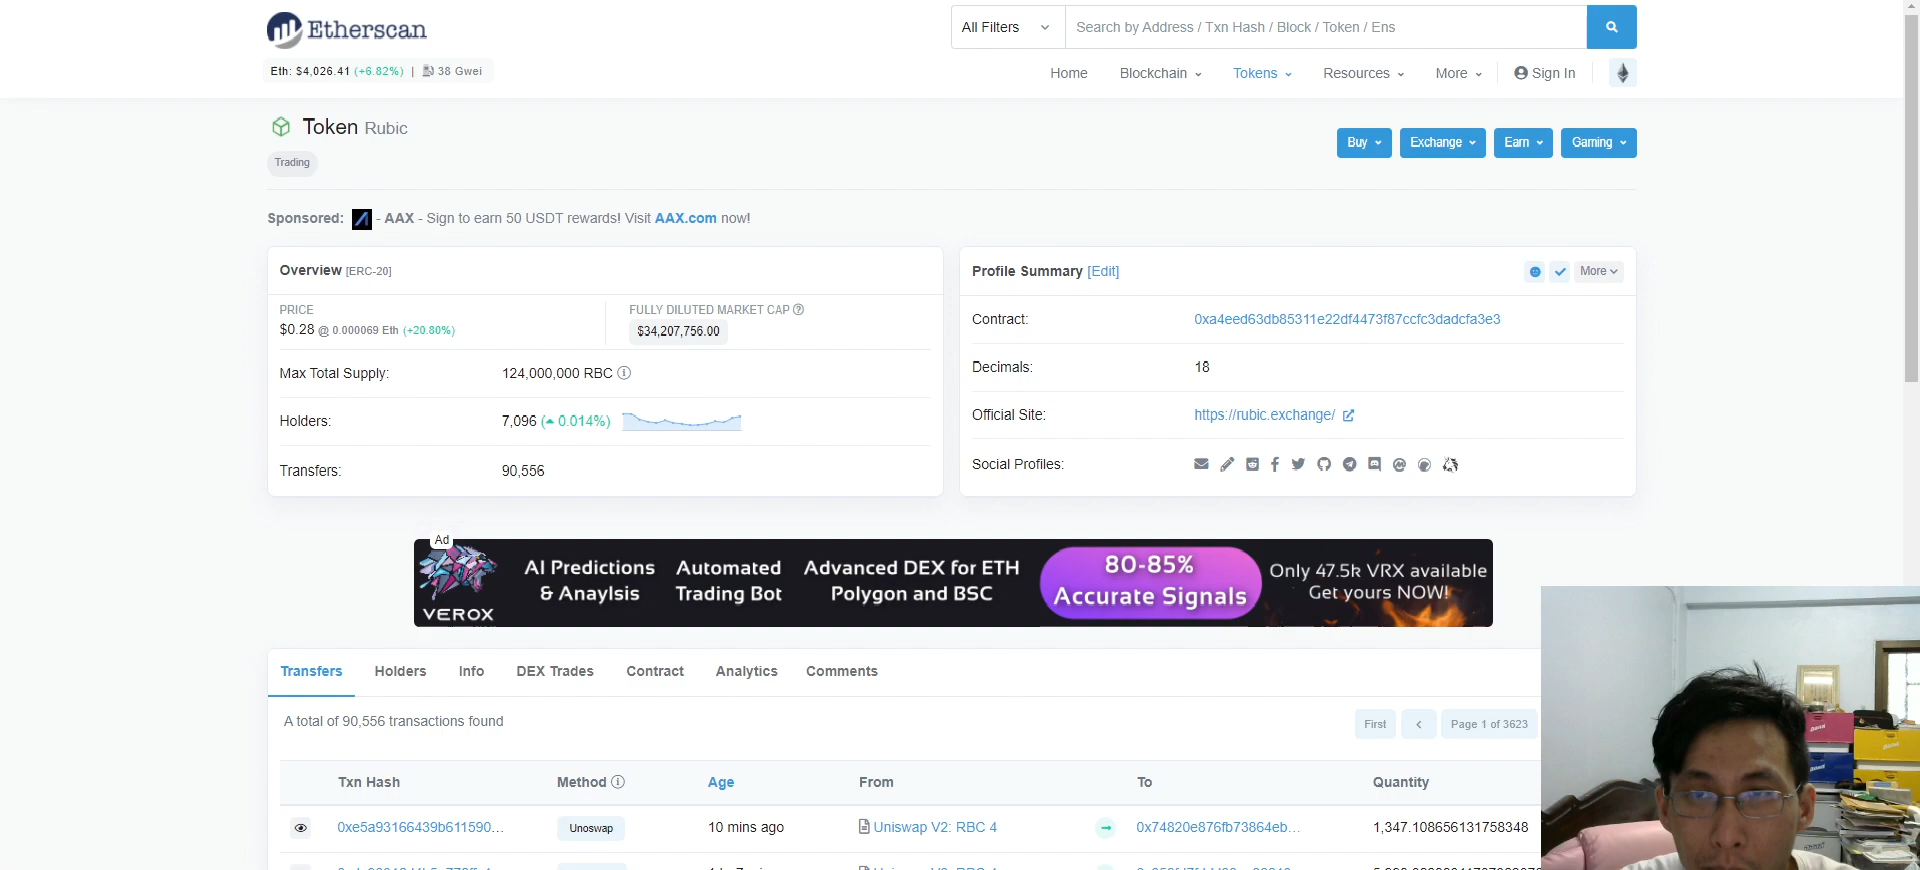 Etherscan
All Filters
Search by Address / Txn Hash / Block / Token / Ens
Eth: $4,026.41 (+6.82%) | 38 Gwei
Home Blockchain Tokens Resources More Sign In
Token Rubic
Trading
Buy Exchange Earn Gaming
Sponsored: - AAX - Sign to earn 50 USDT rewards! Visit AAX.com now!
Overview [ERC-20]
PRICE
$0.28 @ 0.000069 Eth (+20.80%)
FULLY DILUTED MARKET CAP
$34,207,756.00
Max Total Supply: 124,000,000 RBC
Holders: 7,096 (0.014%)
Transfers: 90,556
Profile Summary [Edit]
More
Contract: 0xa4eed63db85311e22df4473f87ccfc3dadcfa3e3
Decimals: 18
Official Site: https://rubic.exchange/
Social Profiles:
Ad
VEROX
AI Predictions
& Anaylsis
Automated
Trading Bot
Advanced DEX for ETH
Polygon and BSC
80-85%
Accurate Signals
Only 47.5k VRX available
Get yours NOW!
Transfers Holders Info DEX Trades Contract Analytics Comments
A total of 90,556 transactions found
First Page 1 of 3623
Txn Hash Method Age From To Quantity
0xe5a93166439b611590... Unoswap 10 mins ago Uniswap V2: RBC 4 0x74820e876fb73864eb... 1,347.108656131758348